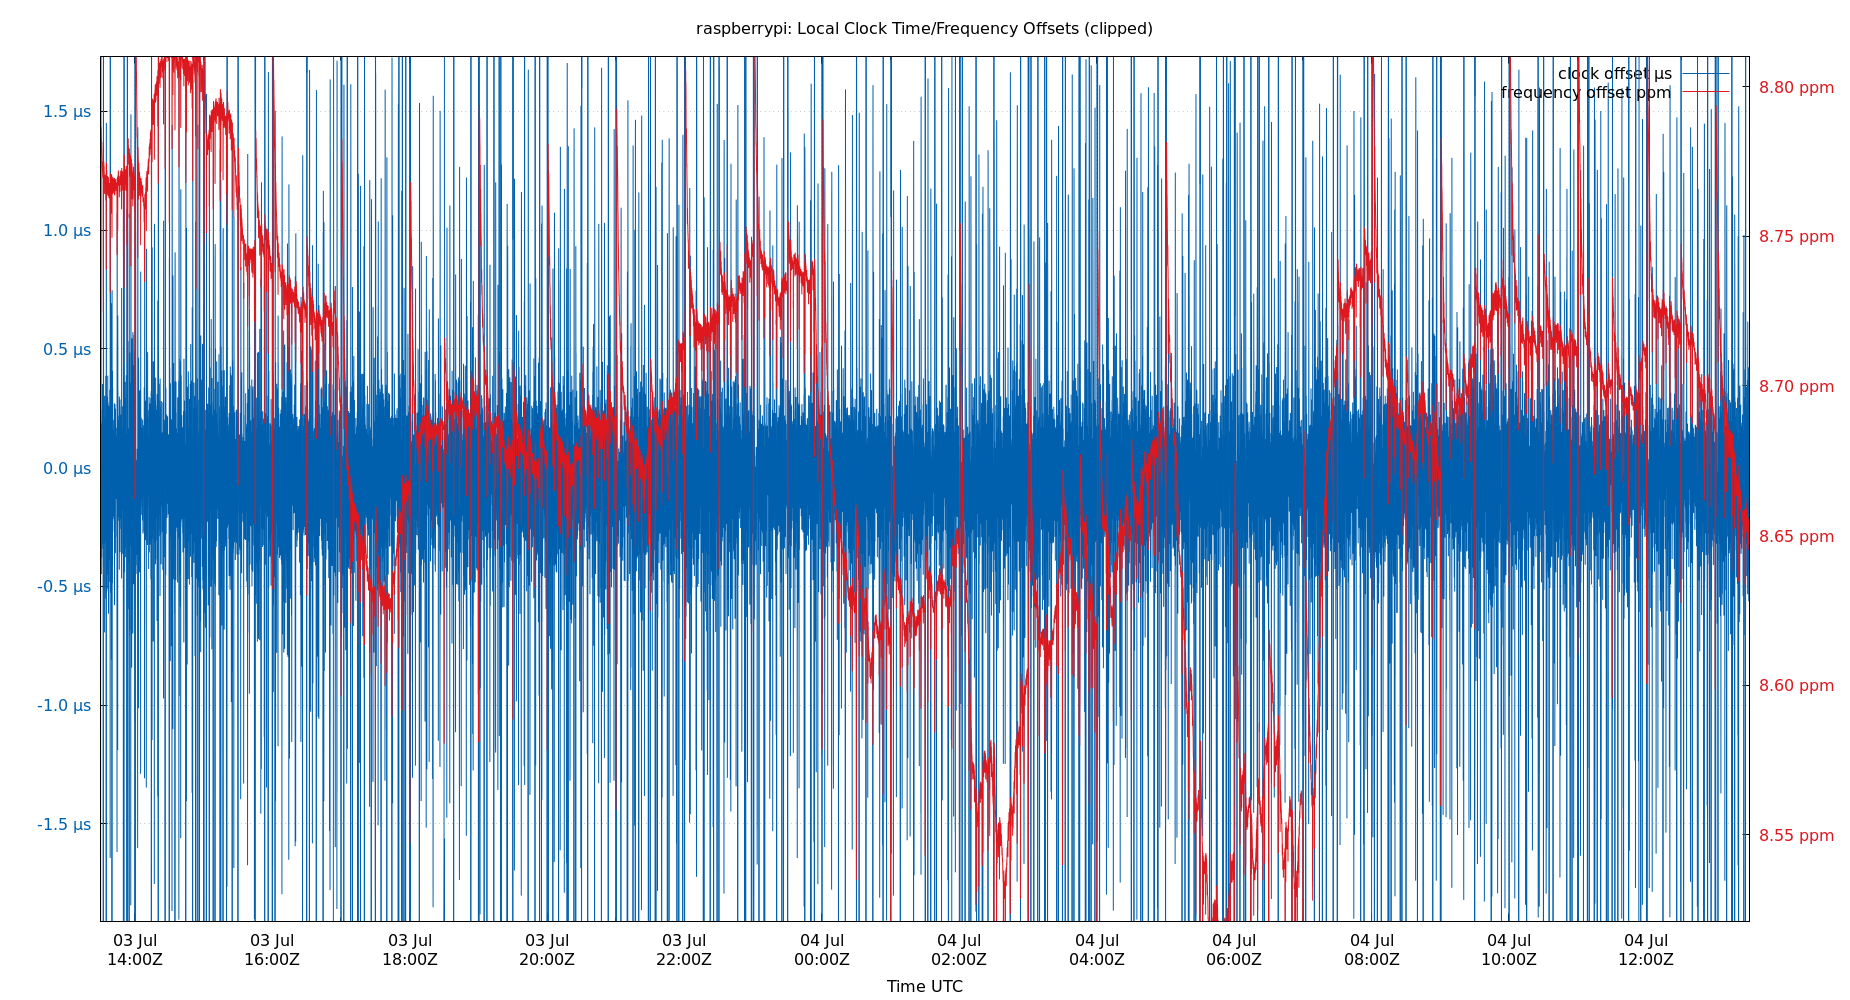 raspberrypi: Local Clock Time/Frequency Offsets (clipped)
clock offset µs
frequency offset ppm
1.5 µs
1.0 µs
0.5 µs
0.0 µs
-0.5 µs
-1.0 µs
-1.5 µs
8.80 ppm
8.75 ppm
8.70 ppm
8.65 ppm
8.60 ppm
8.55 ppm
03 Jul 03 Jul 03 Jul 03 Jul 03 Jul 04 Jul 04 Jul 04 Jul 04 Jul 04 Jul 04 Jul 04 Jul
14:00Z 16:00Z 18:00Z 20:00Z 22:00Z 00:00Z 02:00Z 04:00Z 06:00Z 08:00Z 10:00Z 12:00Z
Time UTC